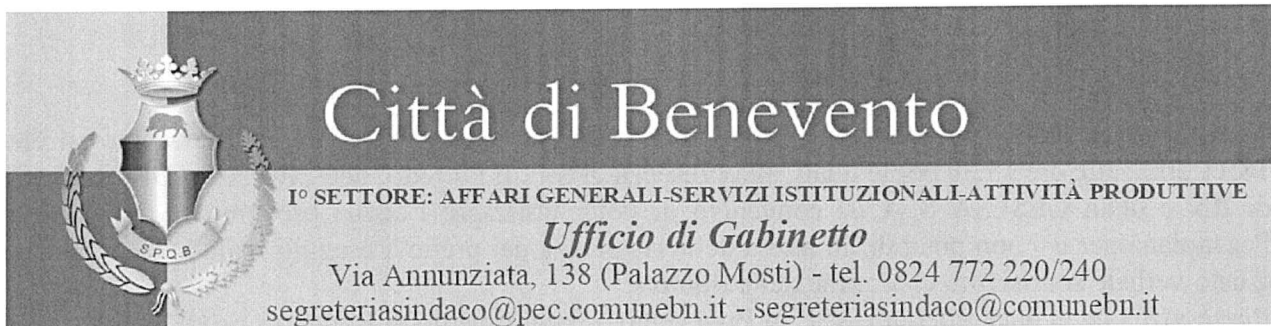 Città di Benevento
I° SETTORE: AFFARI GENERALI-SERVIZI ISTITUZIONALI-ATTIVITÀ PRODUTTIVE
Ufficio di Gabinetto
Via Annunziata, 138 (Palazzo Mosti) - tel. 0824 772 220/240
segreteriasindaco@pec.comunebn.it - segreteriasindaco@comunebn.it
S.P.Q.B.